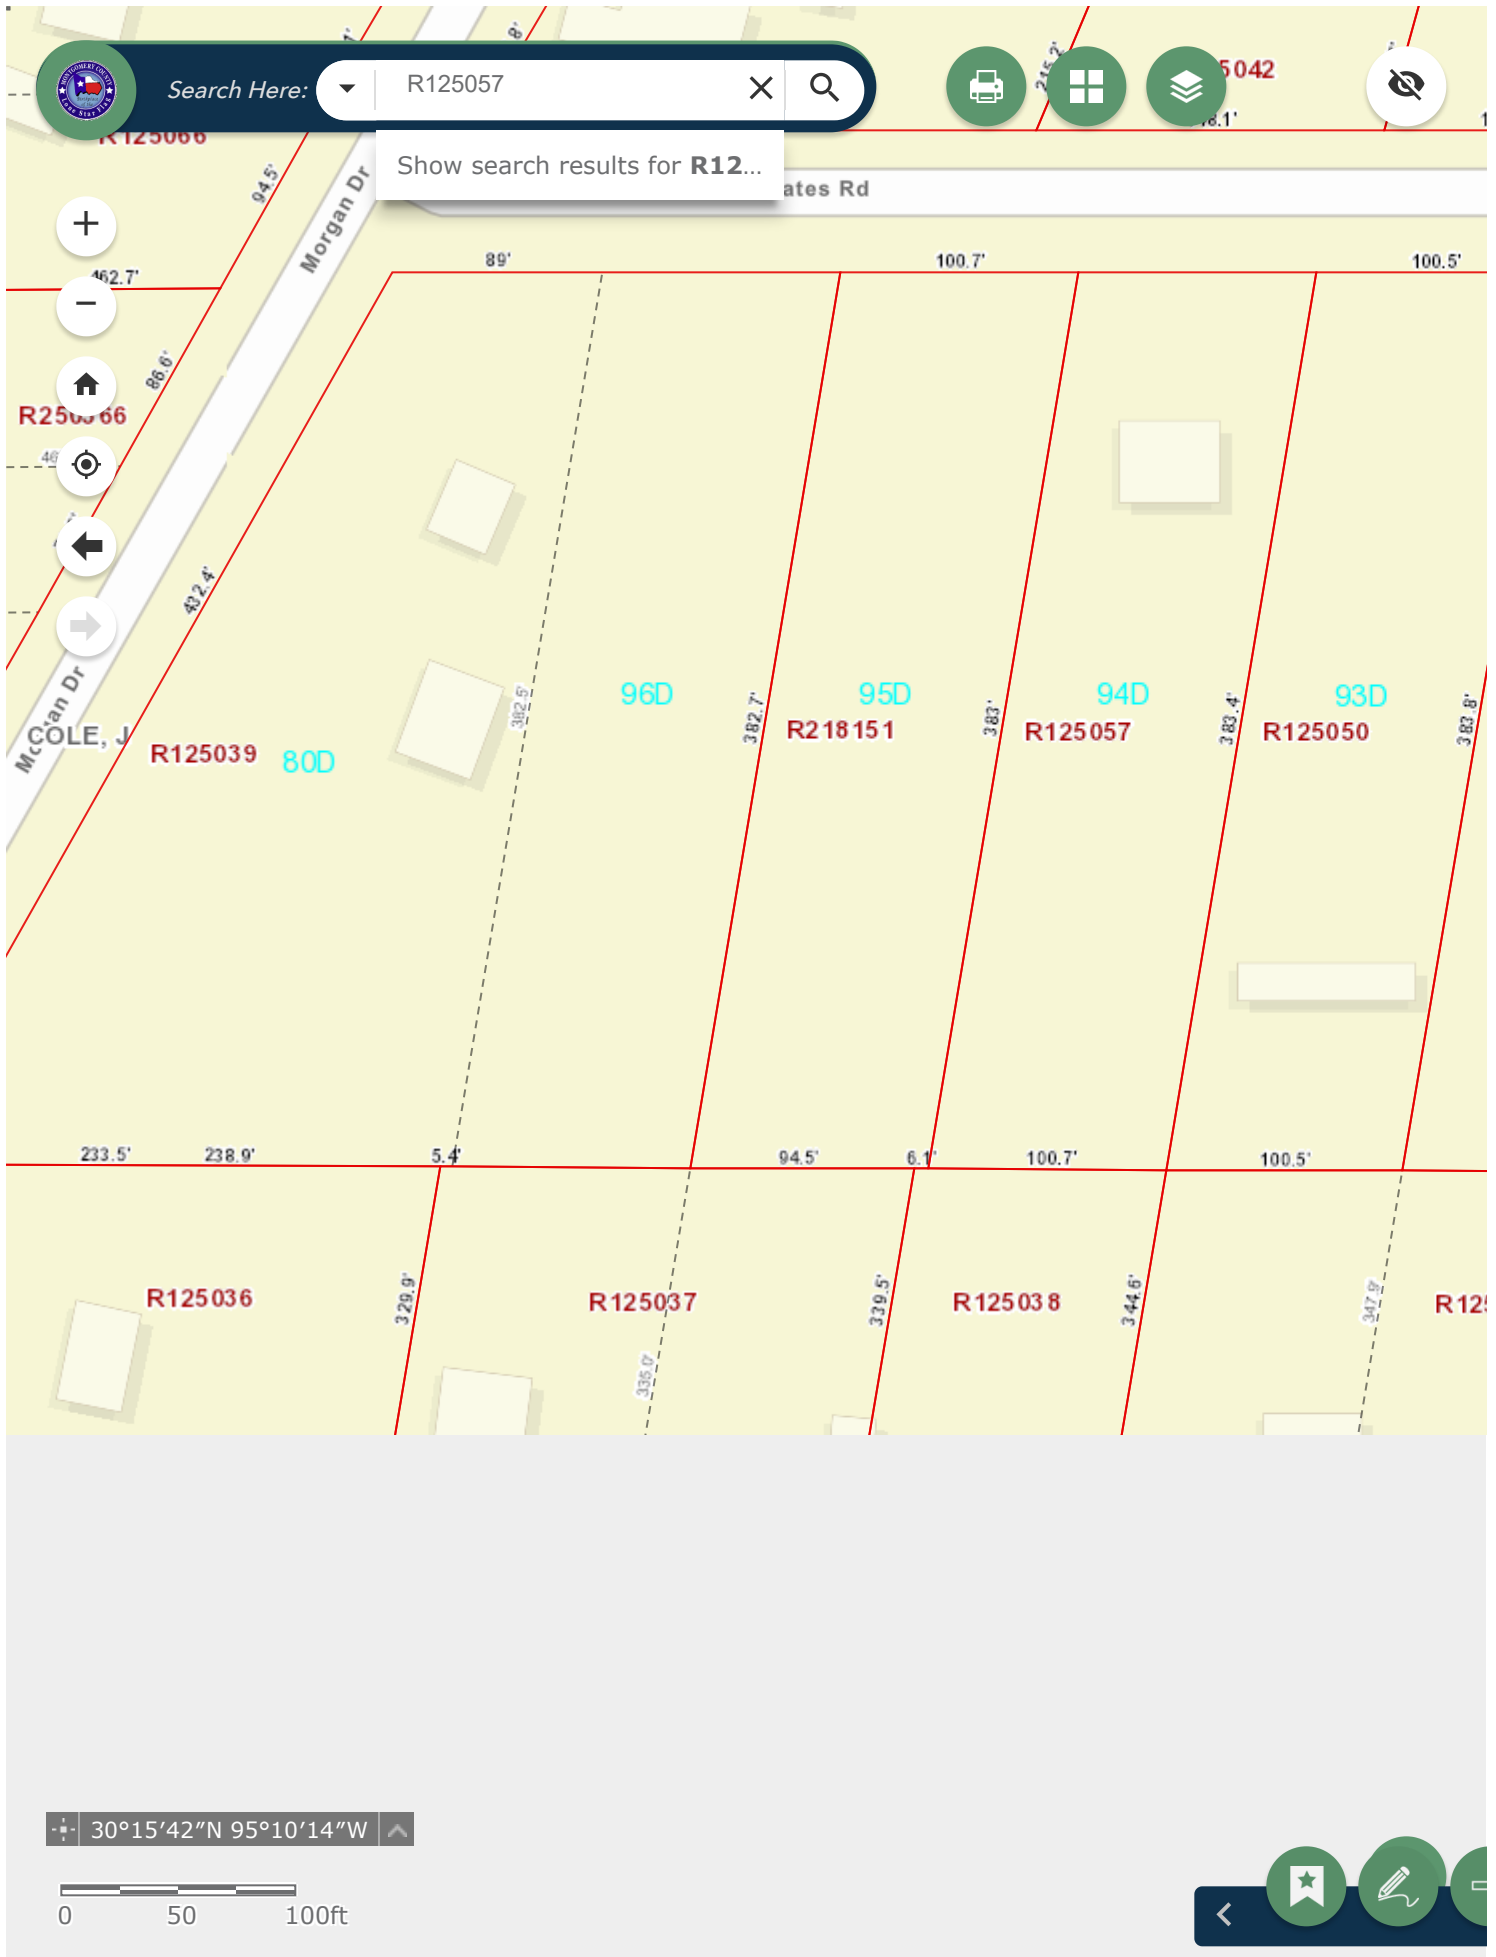 Search Here:
R125057
5042
215.2'
8.1'
R125066
Show search results for R12...
ates Rd
94.5'
Morgan Dr
462.7'
89'
100.7'
100.5'
86.6'
432.4'
382.5'
96D
95D
94D
93D
382.7'
R218151
383'
R125057
383.4'
R125050
383.8'
COLE, J
R125039
80D
233.5'
238.9'
5.4'
94.5'
6.1'
100.7'
100.5'
R125036
329.9'
R125037
339.5'
R125038
344.6'
347.9'
R125
335.0'
30°15′42″N 95°10′14″W
0
50
100ft